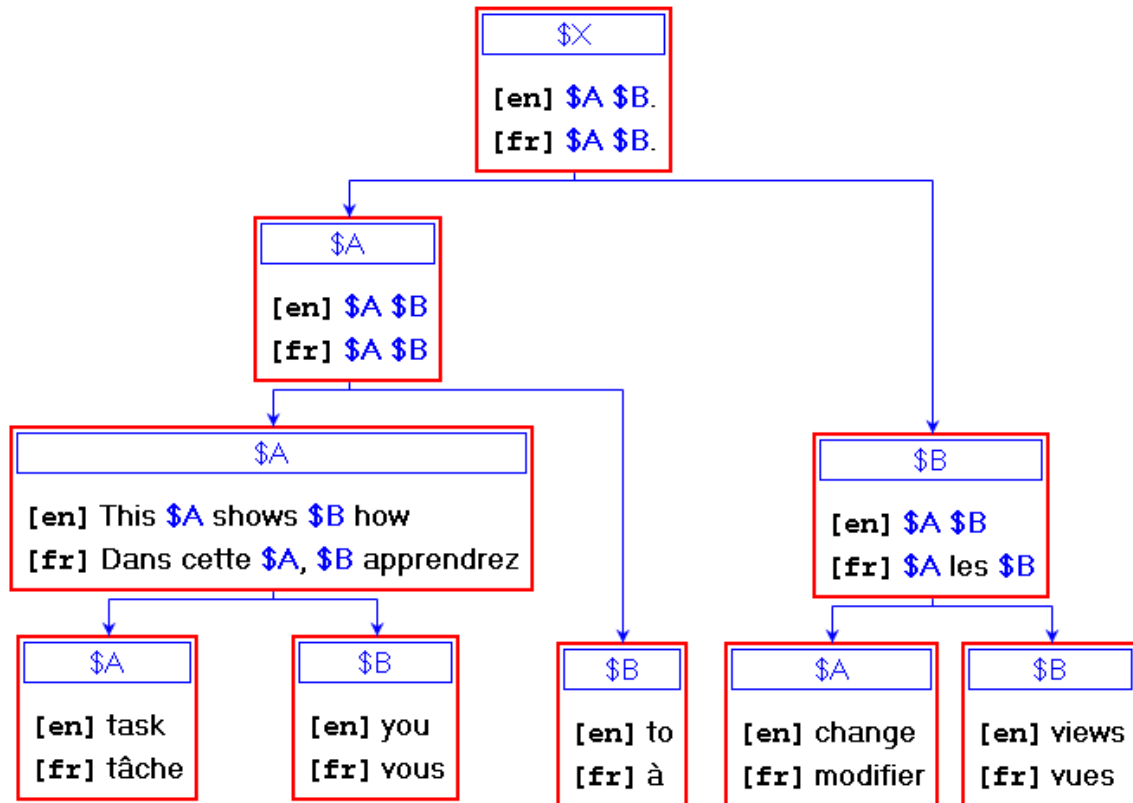 $X
[en] $A $B.
[fr] $A $B.
$A
[en] $A $B
[fr] $A $B
$A
[en] This $A shows $B how
[fr] Dans cette $A, $B apprendrez
$B
[en] $A $B
[fr] $A les $B
$A
[en] task
[fr] tâche
$B
[en] you
[fr] vous
$B
[en] to
[fr] à
$A
[en] change
[fr] modifier
$B
[en] views
[fr] vues